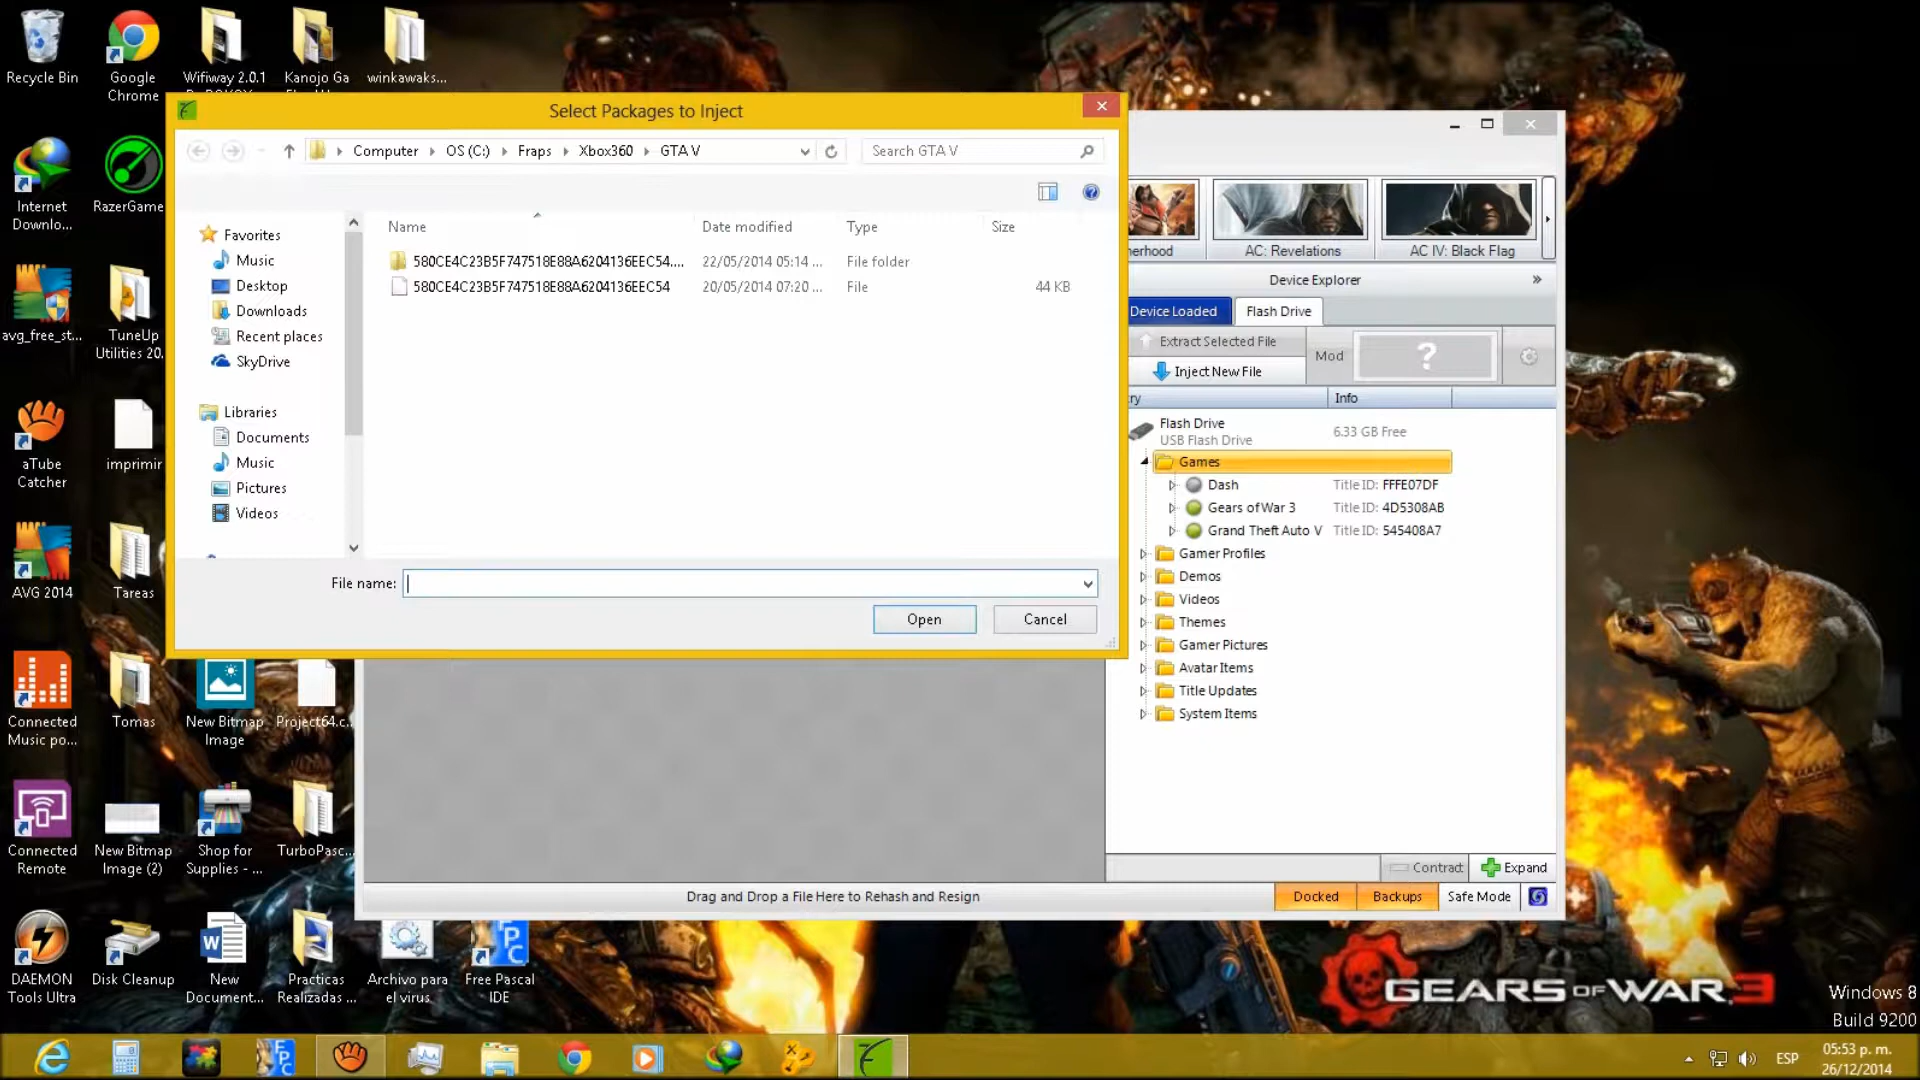 Recycle Bin
Google
Chrome
Wifiway 2.0.1
Kanojo Ga
winkawaks...
Internet
Downlo...
RazerGame
avg_free_st...
TuneUp
Utilities 20.
aTube
Catcher
imprimir
AVG 2014
Tareas
Connected
Music po...
Tomas
New Bitmap
Image
Project64.c...
Connected
Remote
New Bitmap
Image (2)
Shop for
Supplies - ...
TurboPasc...
DAEMON
Tools Ultra
Disk Cleanup
New
Document...
Practicas
Realizadas ...
Archivo para
el virus
Free Pascal
IDE
Select Packages to Inject
Computer
OS (C:)
Fraps
Xbox360
GTA V
Search GTA V
Name
Date modified
Type
Size
580CE4C23B5F747518E88A6204136EEC54....
22/05/2014 05:14 ...
File folder
580CE4C23B5F747518E88A6204136EEC54
20/05/2014 07:20 ...
File
44 KB
Favorites
Music
Desktop
Downloads
Recent places
SkyDrive
Libraries
Documents
Music
Pictures
Videos
File name:
Open
Cancel
nerhood
AC: Revelations
AC IV: Black Flag
Device Explorer
»
Device Loaded
Flash Drive
Extract Selected File
Mod
?
Inject New File
ry
Info
Flash Drive
USB Flash Drive
6.33 GB Free
Games
Dash
Title ID: FFFE07DF
Gears of War 3
Title ID: 4D5308AB
Grand Theft Auto V
Title ID: 545408A7
Gamer Profiles
Demos
Videos
Themes
Gamer Pictures
Avatar Items
Title Updates
System Items
Contract
Expand
Drag and Drop a File Here to Rehash and Resign
Docked
Backups
Safe Mode
GEARS OF WAR 3
Windows 8
Build 9200
ESP
05:53 p. m.
26/12/2014